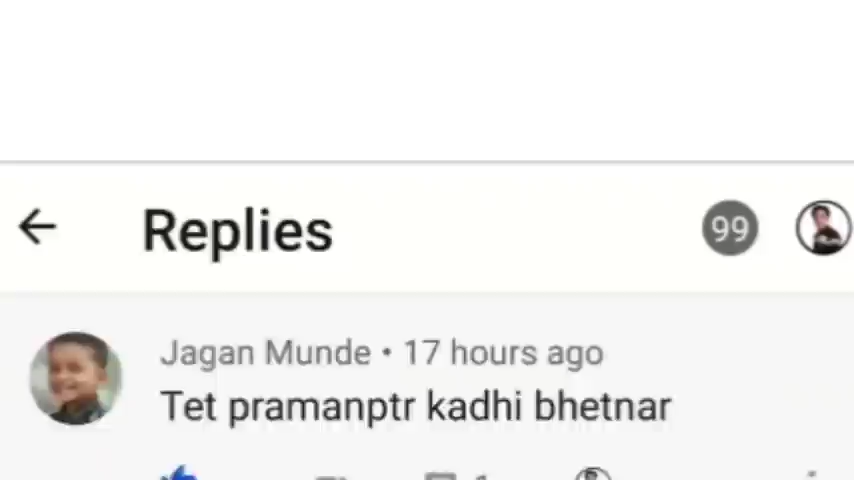 Replies
99
Jagan Munde • 17 hours ago
Tet pramanptr kadhi bhetnar